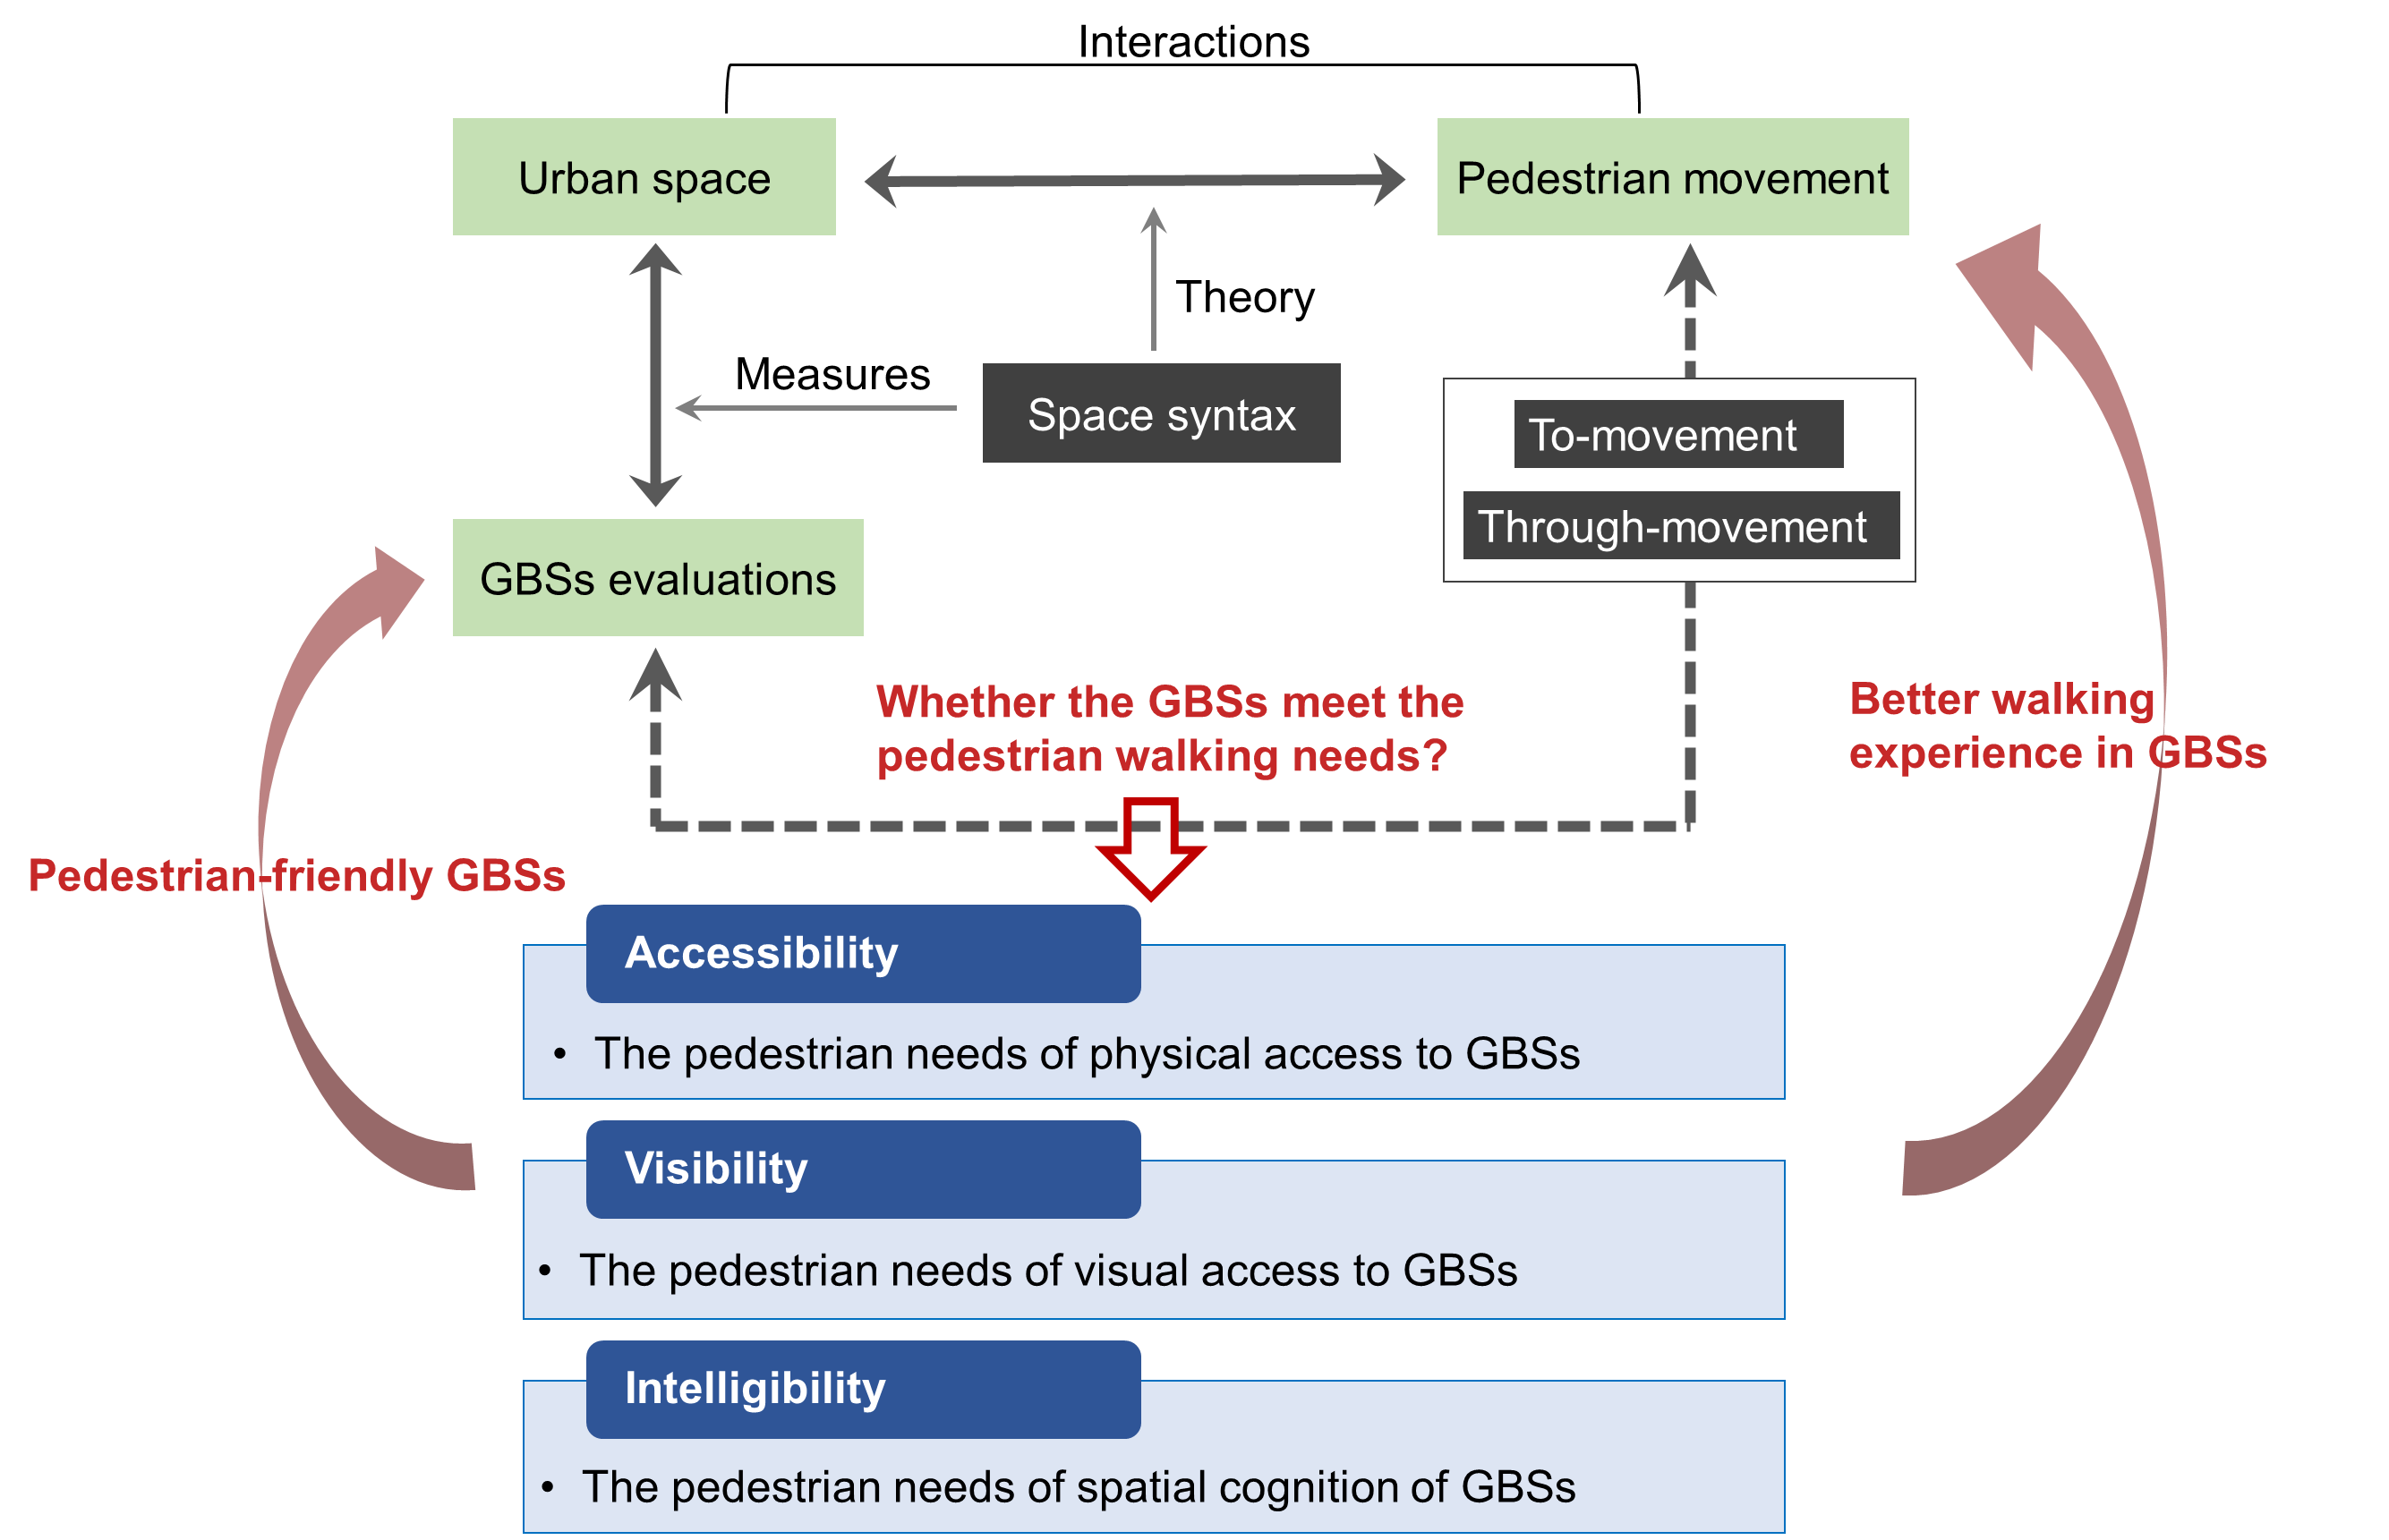 Interactions
Urban space
Pedestrian movement
Theory
Measures
Space syntax
To-movement
Through-movement
GBSs evaluations
Whether the GBSs meet the
pedestrian walking needs?
Better walking
experience in GBSs
Pedestrian-friendly GBSs
Accessibility
• The pedestrian needs of physical access to GBSs
Visibility
• The pedestrian needs of visual access to GBSs
Intelligibility
• The pedestrian needs of spatial cognition of GBSs